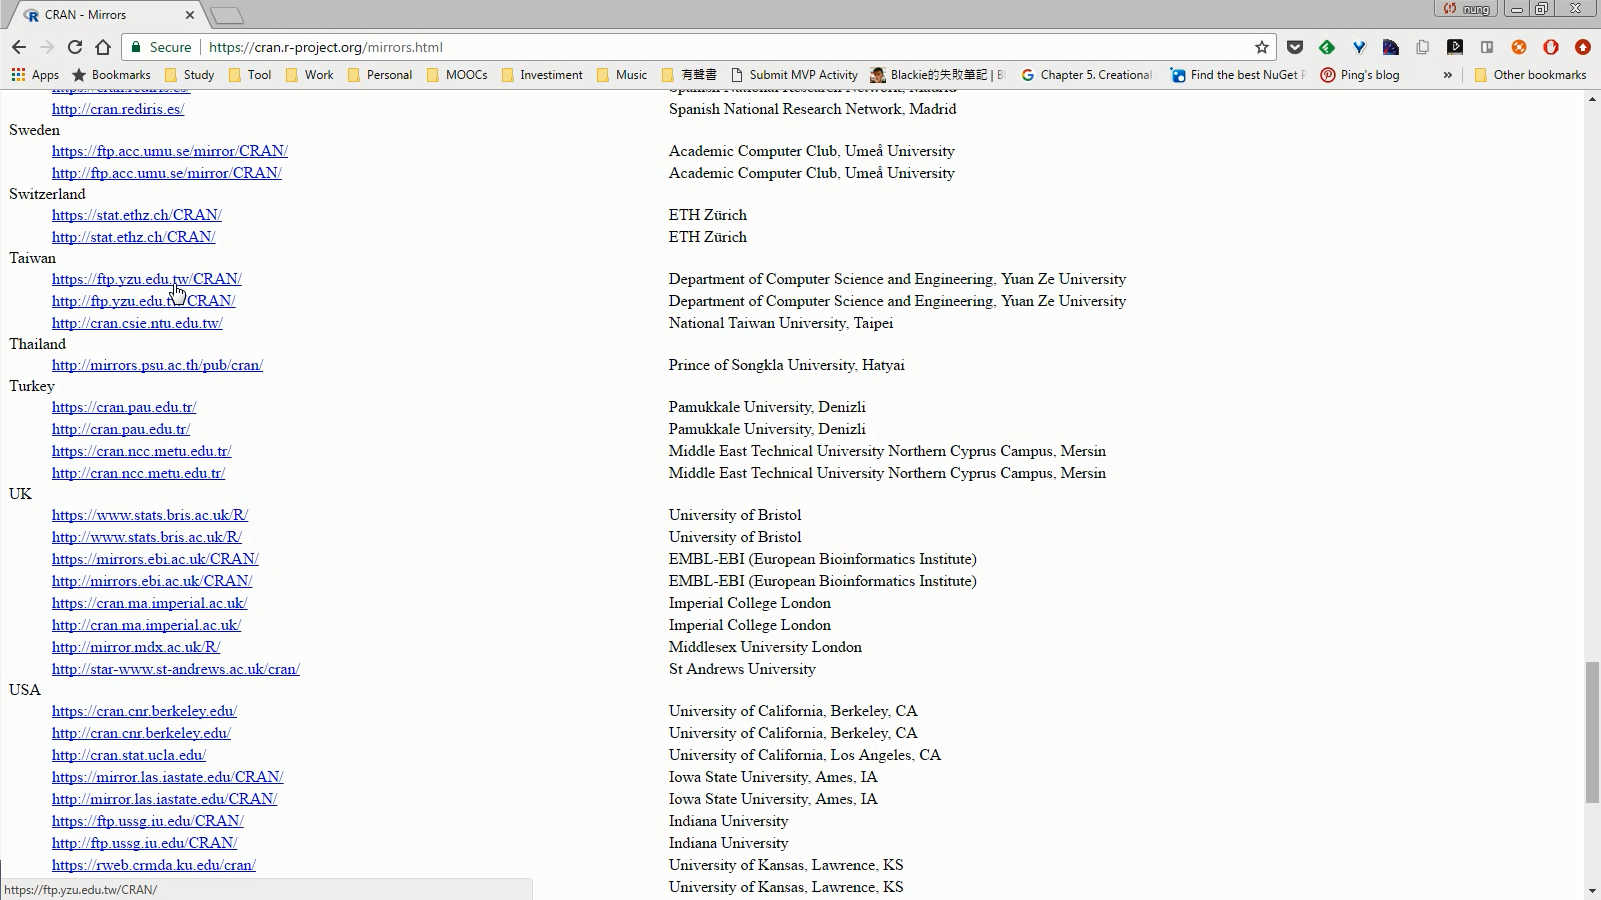 CRAN - Mirrors
nung
Secure
https://cran.r-project.org/mirrors.html
Apps Bookmarks Study Tool Work Personal MOOCs Investiment Music 有聲書 Submit MVP Activity Blackie的失敗筆記 | Bl Chapter 5. Creational Find the best NuGet P Ping's blog » Other bookmarks
https://cran.rediris.es/ Spanish National Research Network, Madrid
http://cran.rediris.es/ Spanish National Research Network, Madrid
Sweden
https://ftp.acc.umu.se/mirror/CRAN/ Academic Computer Club, Umeå University
http://ftp.acc.umu.se/mirror/CRAN/ Academic Computer Club, Umeå University
Switzerland
https://stat.ethz.ch/CRAN/ ETH Zürich
http://stat.ethz.ch/CRAN/ ETH Zürich
Taiwan
https://ftp.yzu.edu.tw/CRAN/ Department of Computer Science and Engineering, Yuan Ze University
http://ftp.yzu.edu.tw/CRAN/ Department of Computer Science and Engineering, Yuan Ze University
http://cran.csie.ntu.edu.tw/ National Taiwan University, Taipei
Thailand
http://mirrors.psu.ac.th/pub/cran/ Prince of Songkla University, Hatyai
Turkey
https://cran.pau.edu.tr/ Pamukkale University, Denizli
http://cran.pau.edu.tr/ Pamukkale University, Denizli
https://cran.ncc.metu.edu.tr/ Middle East Technical University Northern Cyprus Campus, Mersin
http://cran.ncc.metu.edu.tr/ Middle East Technical University Northern Cyprus Campus, Mersin
UK
https://www.stats.bris.ac.uk/R/ University of Bristol
http://www.stats.bris.ac.uk/R/ University of Bristol
https://mirrors.ebi.ac.uk/CRAN/ EMBL-EBI (European Bioinformatics Institute)
http://mirrors.ebi.ac.uk/CRAN/ EMBL-EBI (European Bioinformatics Institute)
https://cran.ma.imperial.ac.uk/ Imperial College London
http://cran.ma.imperial.ac.uk/ Imperial College London
http://mirror.mdx.ac.uk/R/ Middlesex University London
http://star-www.st-andrews.ac.uk/cran/ St Andrews University
USA
https://cran.cnr.berkeley.edu/ University of California, Berkeley, CA
http://cran.cnr.berkeley.edu/ University of California, Berkeley, CA
http://cran.stat.ucla.edu/ University of California, Los Angeles, CA
https://mirror.las.iastate.edu/CRAN/ Iowa State University, Ames, IA
http://mirror.las.iastate.edu/CRAN/ Iowa State University, Ames, IA
https://ftp.ussg.iu.edu/CRAN/ Indiana University
http://ftp.ussg.iu.edu/CRAN/ Indiana University
https://rweb.crmda.ku.edu/cran/ University of Kansas, Lawrence, KS
University of Kansas, Lawrence, KS
https://ftp.yzu.edu.tw/CRAN/